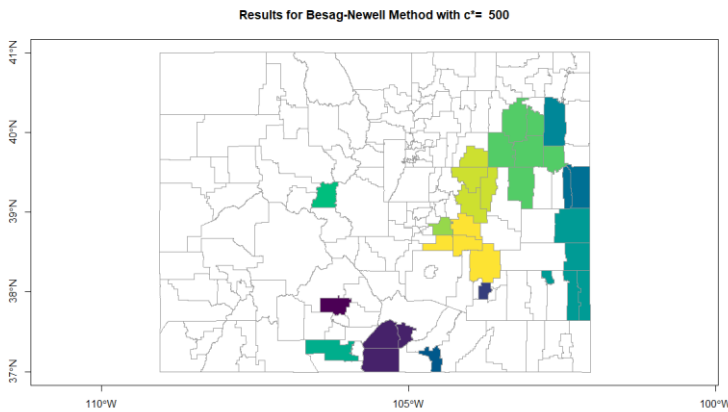 Results for Besag-Newell Method with c*= 500
41°N
40°N
39°N
38°N
37°N
110°W
105°W
100°W